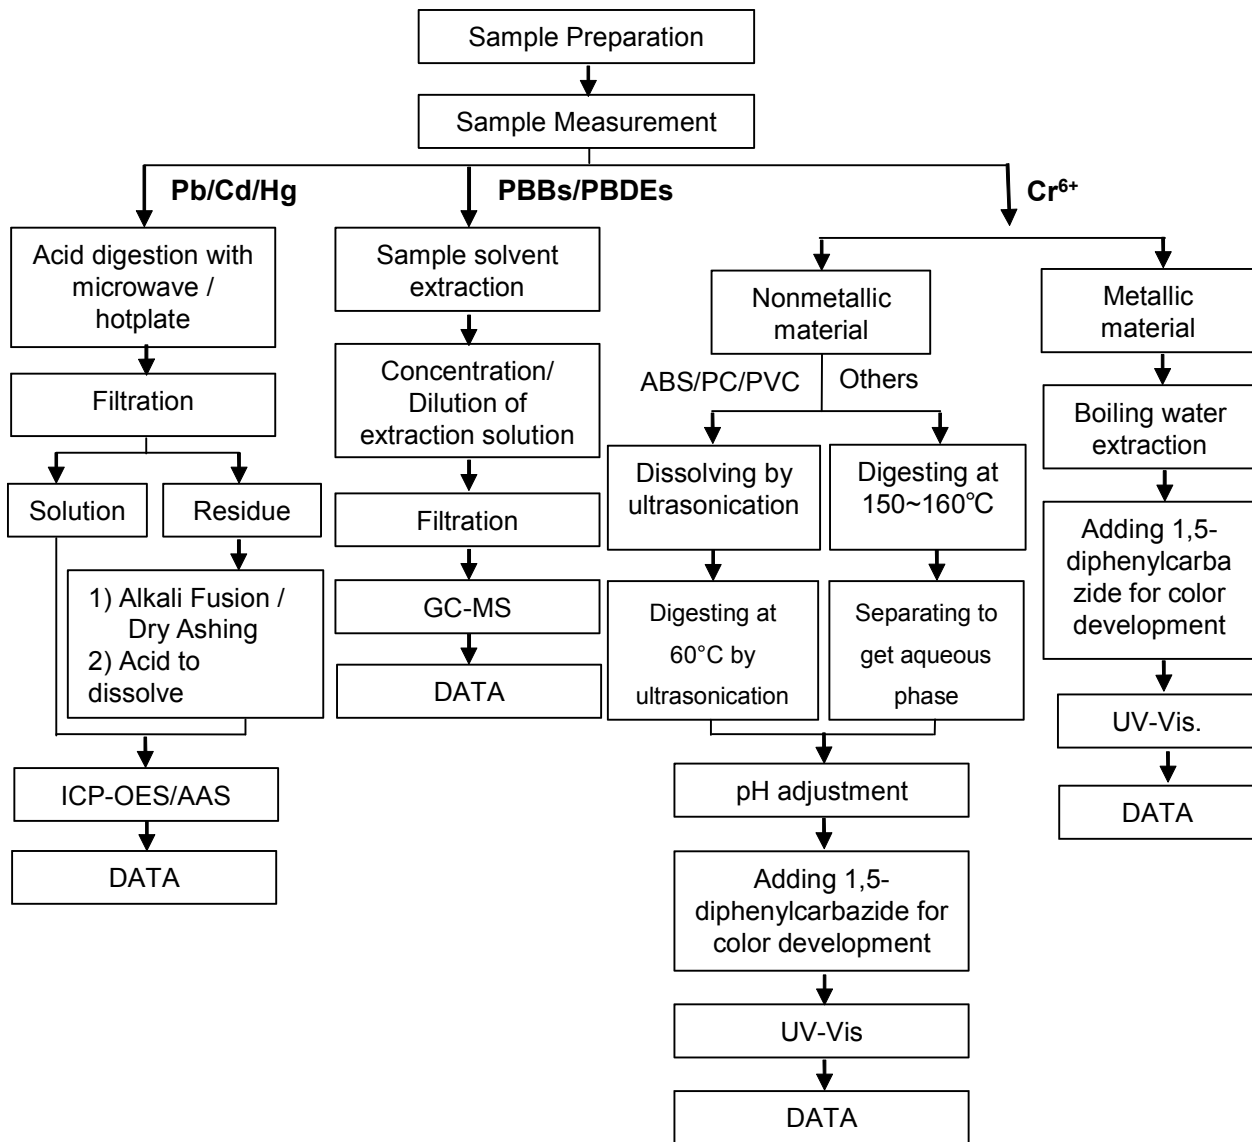 Sample Preparation
Sample Measurement
Pb/Cd/Hg
PBBs/PBDEs
Cr⁶⁺
Acid digestion with
microwave /
hotplate
Filtration
Solution
Residue
1) Alkali Fusion /
Dry Ashing
2) Acid to
dissolve
ICP-OES/AAS
DATA
Sample solvent
extraction
Concentration/
Dilution of
extraction solution
Filtration
GC-MS
DATA
Nonmetallic
material
ABS/PC/PVC
Others
Dissolving by
ultrasonication
Digesting at
60°C by
ultrasonication
Digesting at
150~160℃
Separating to
get aqueous
phase
pH adjustment
Adding 1,5-
diphenylcarbazide for
color development
UV-Vis
DATA
Metallic
material
Boiling water
extraction
Adding 1,5-
diphenylcarba
zide for color
development
UV-Vis.
DATA